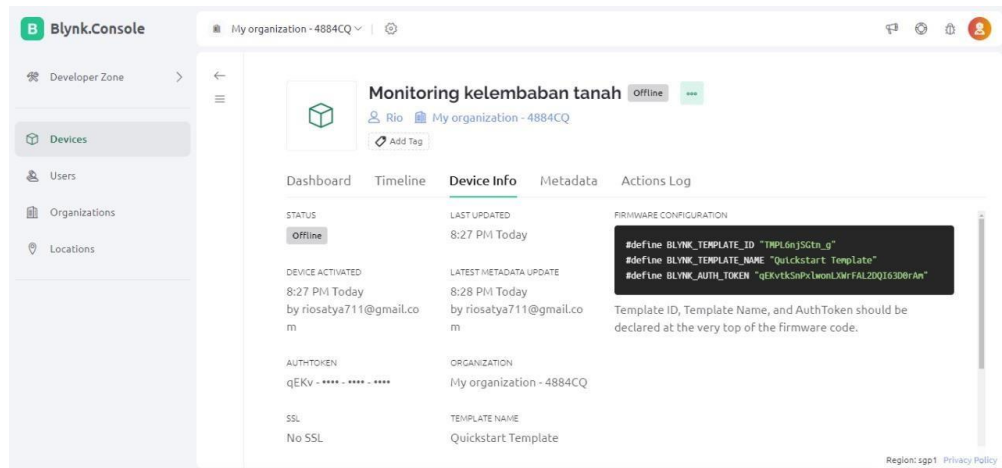 B Blynk.Console
My organization - 4884CQ
Developer Zone
Devices
Users
Organizations
Locations
Monitoring kelembaban tanah Offline
Rio My organization - 4884CQ
Add Tag
Dashboard Timeline Device Info Metadata Actions Log
STATUS
Offline
LAST UPDATED
8:27 PM Today
FIRMWARE CONFIGURATION
#define BLYNK_TEMPLATE_ID "TMPL6njSGtn_g"
#define BLYNK_TEMPLATE_NAME "Quickstart Template"
#define BLYNK_AUTH_TOKEN "qEKvtkSnPxlwonLXWrFAL2DQI63D0rAm"
Template ID, Template Name, and AuthToken should be
declared at the very top of the firmware code.
DEVICE ACTIVATED
8:27 PM Today
by riosatya711@gmail.co
m
LATEST METADATA UPDATE
8:28 PM Today
by riosatya711@gmail.co
m
AUTHTOKEN
qEKv - •••• - •••• - ••••
ORGANIZATION
My organization - 4884CQ
SSL
No SSL
TEMPLATE NAME
Quickstart Template
Region: sgp1 Privacy Policy